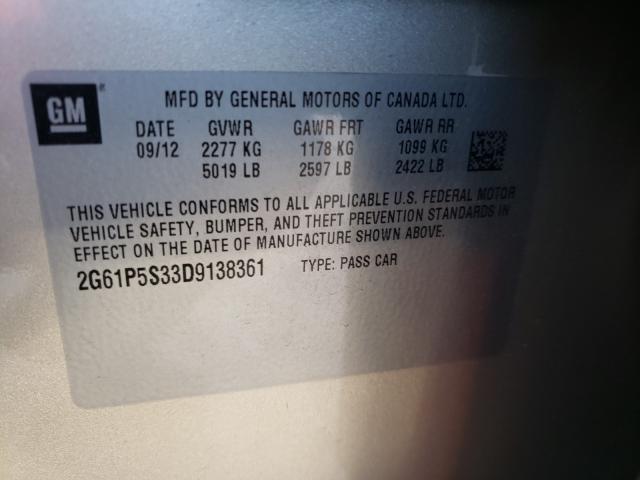 GM
MFD BY GENERAL MOTORS OF CANADA LTD.
DATE GVWR GAWR FRT GAWR RR
09/12 2277 KG 1178 KG 1099 KG
5019 LB 2597 LB 2422 LB
THIS VEHICLE CONFORMS TO ALL APPLICABLE U.S. FEDERAL MOTOR
VEHICLE SAFETY, BUMPER, AND THEFT PREVENTION STANDARDS IN
EFFECT ON THE DATE OF MANUFACTURE SHOWN ABOVE.
2G61P5S33D9138361 TYPE: PASS CAR